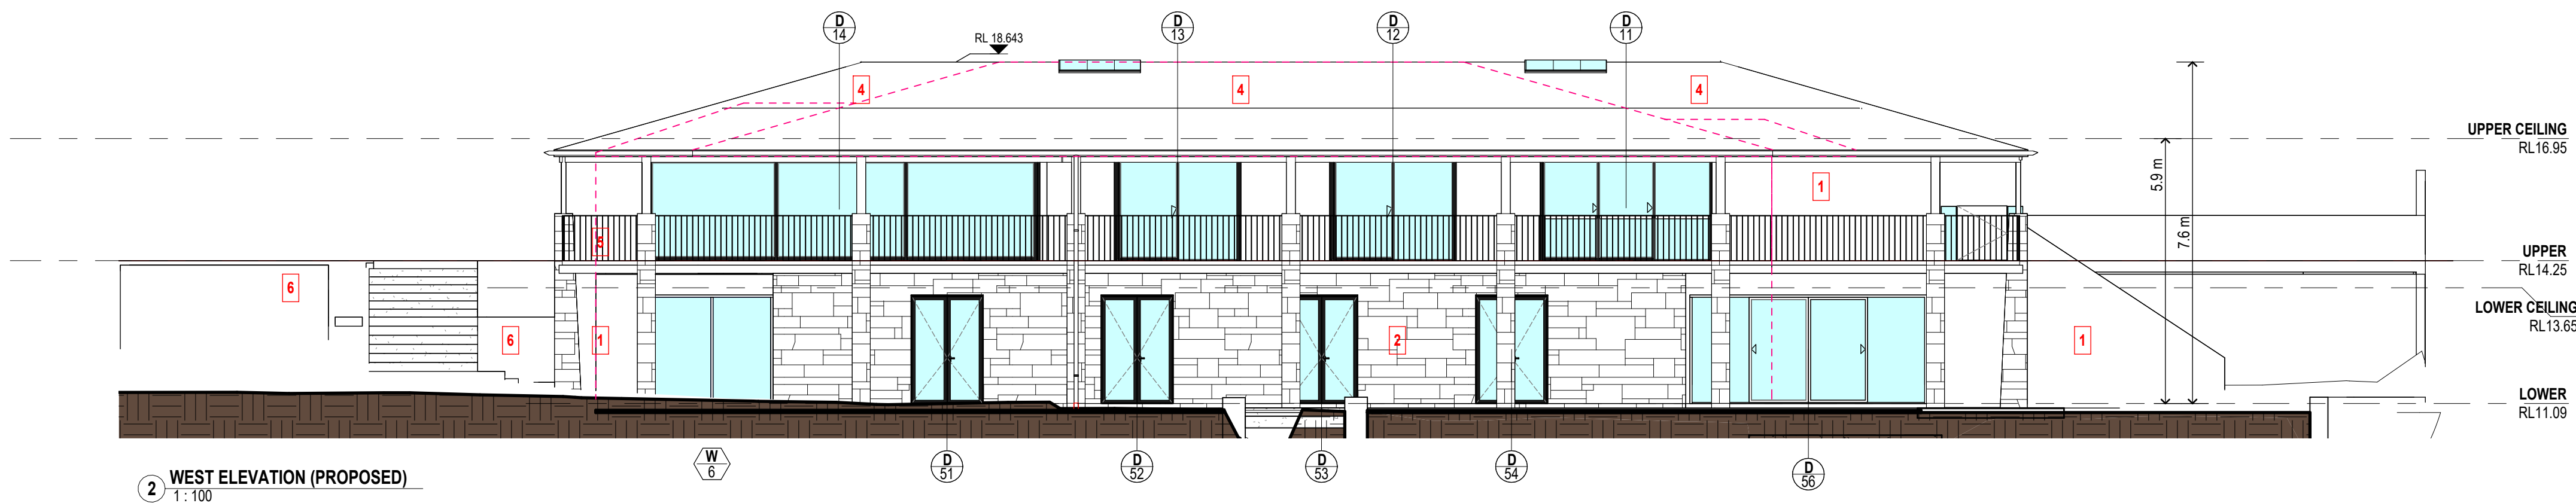 D
14
D
13
D
12
D
11
RL 18.643
4
4
4
UPPER CEILING
RL16.95
5.9 m
7.6 m
1
5
UPPER
RL14.25
6
LOWER CEILING
RL13.65
6
1
2
1
LOWER
RL11.09
W
6
D
51
D
52
D
53
D
54
D
56
2
WEST ELEVATION (PROPOSED)
1 : 100